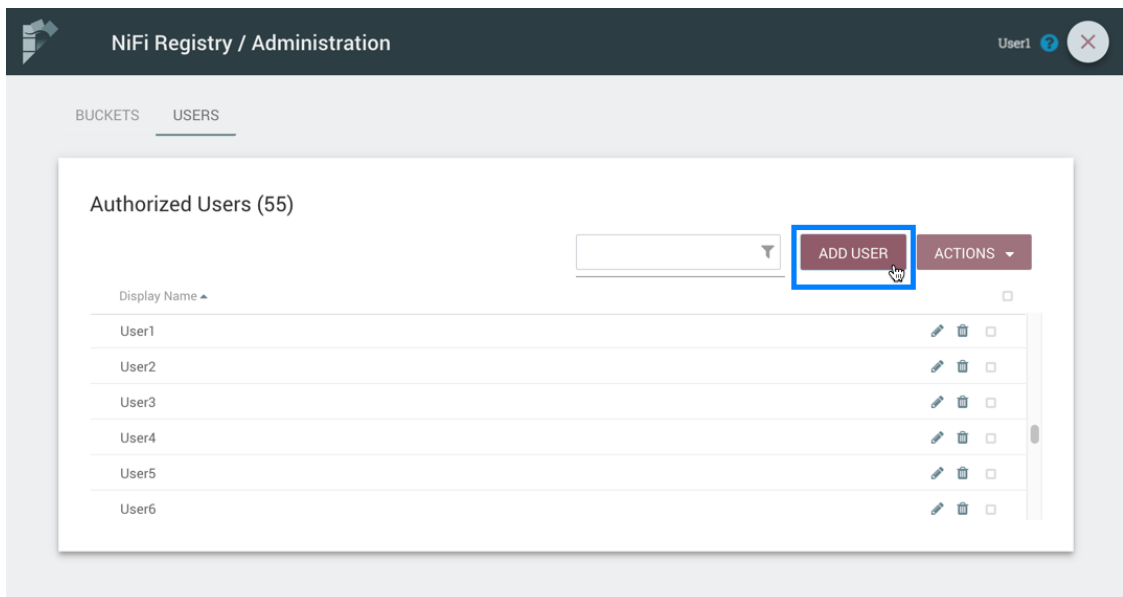 NiFi Registry / Administration
User1
BUCKETS USERS
Authorized Users (55)
ADD USER ACTIONS
Display Name
User1
User2
User3
User4
User5
User6